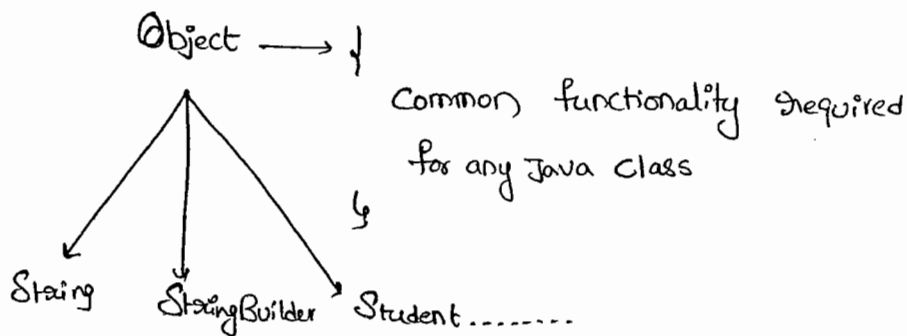 Object → {
Common functionality required
for any Java class
}
String StringBuilder Student........